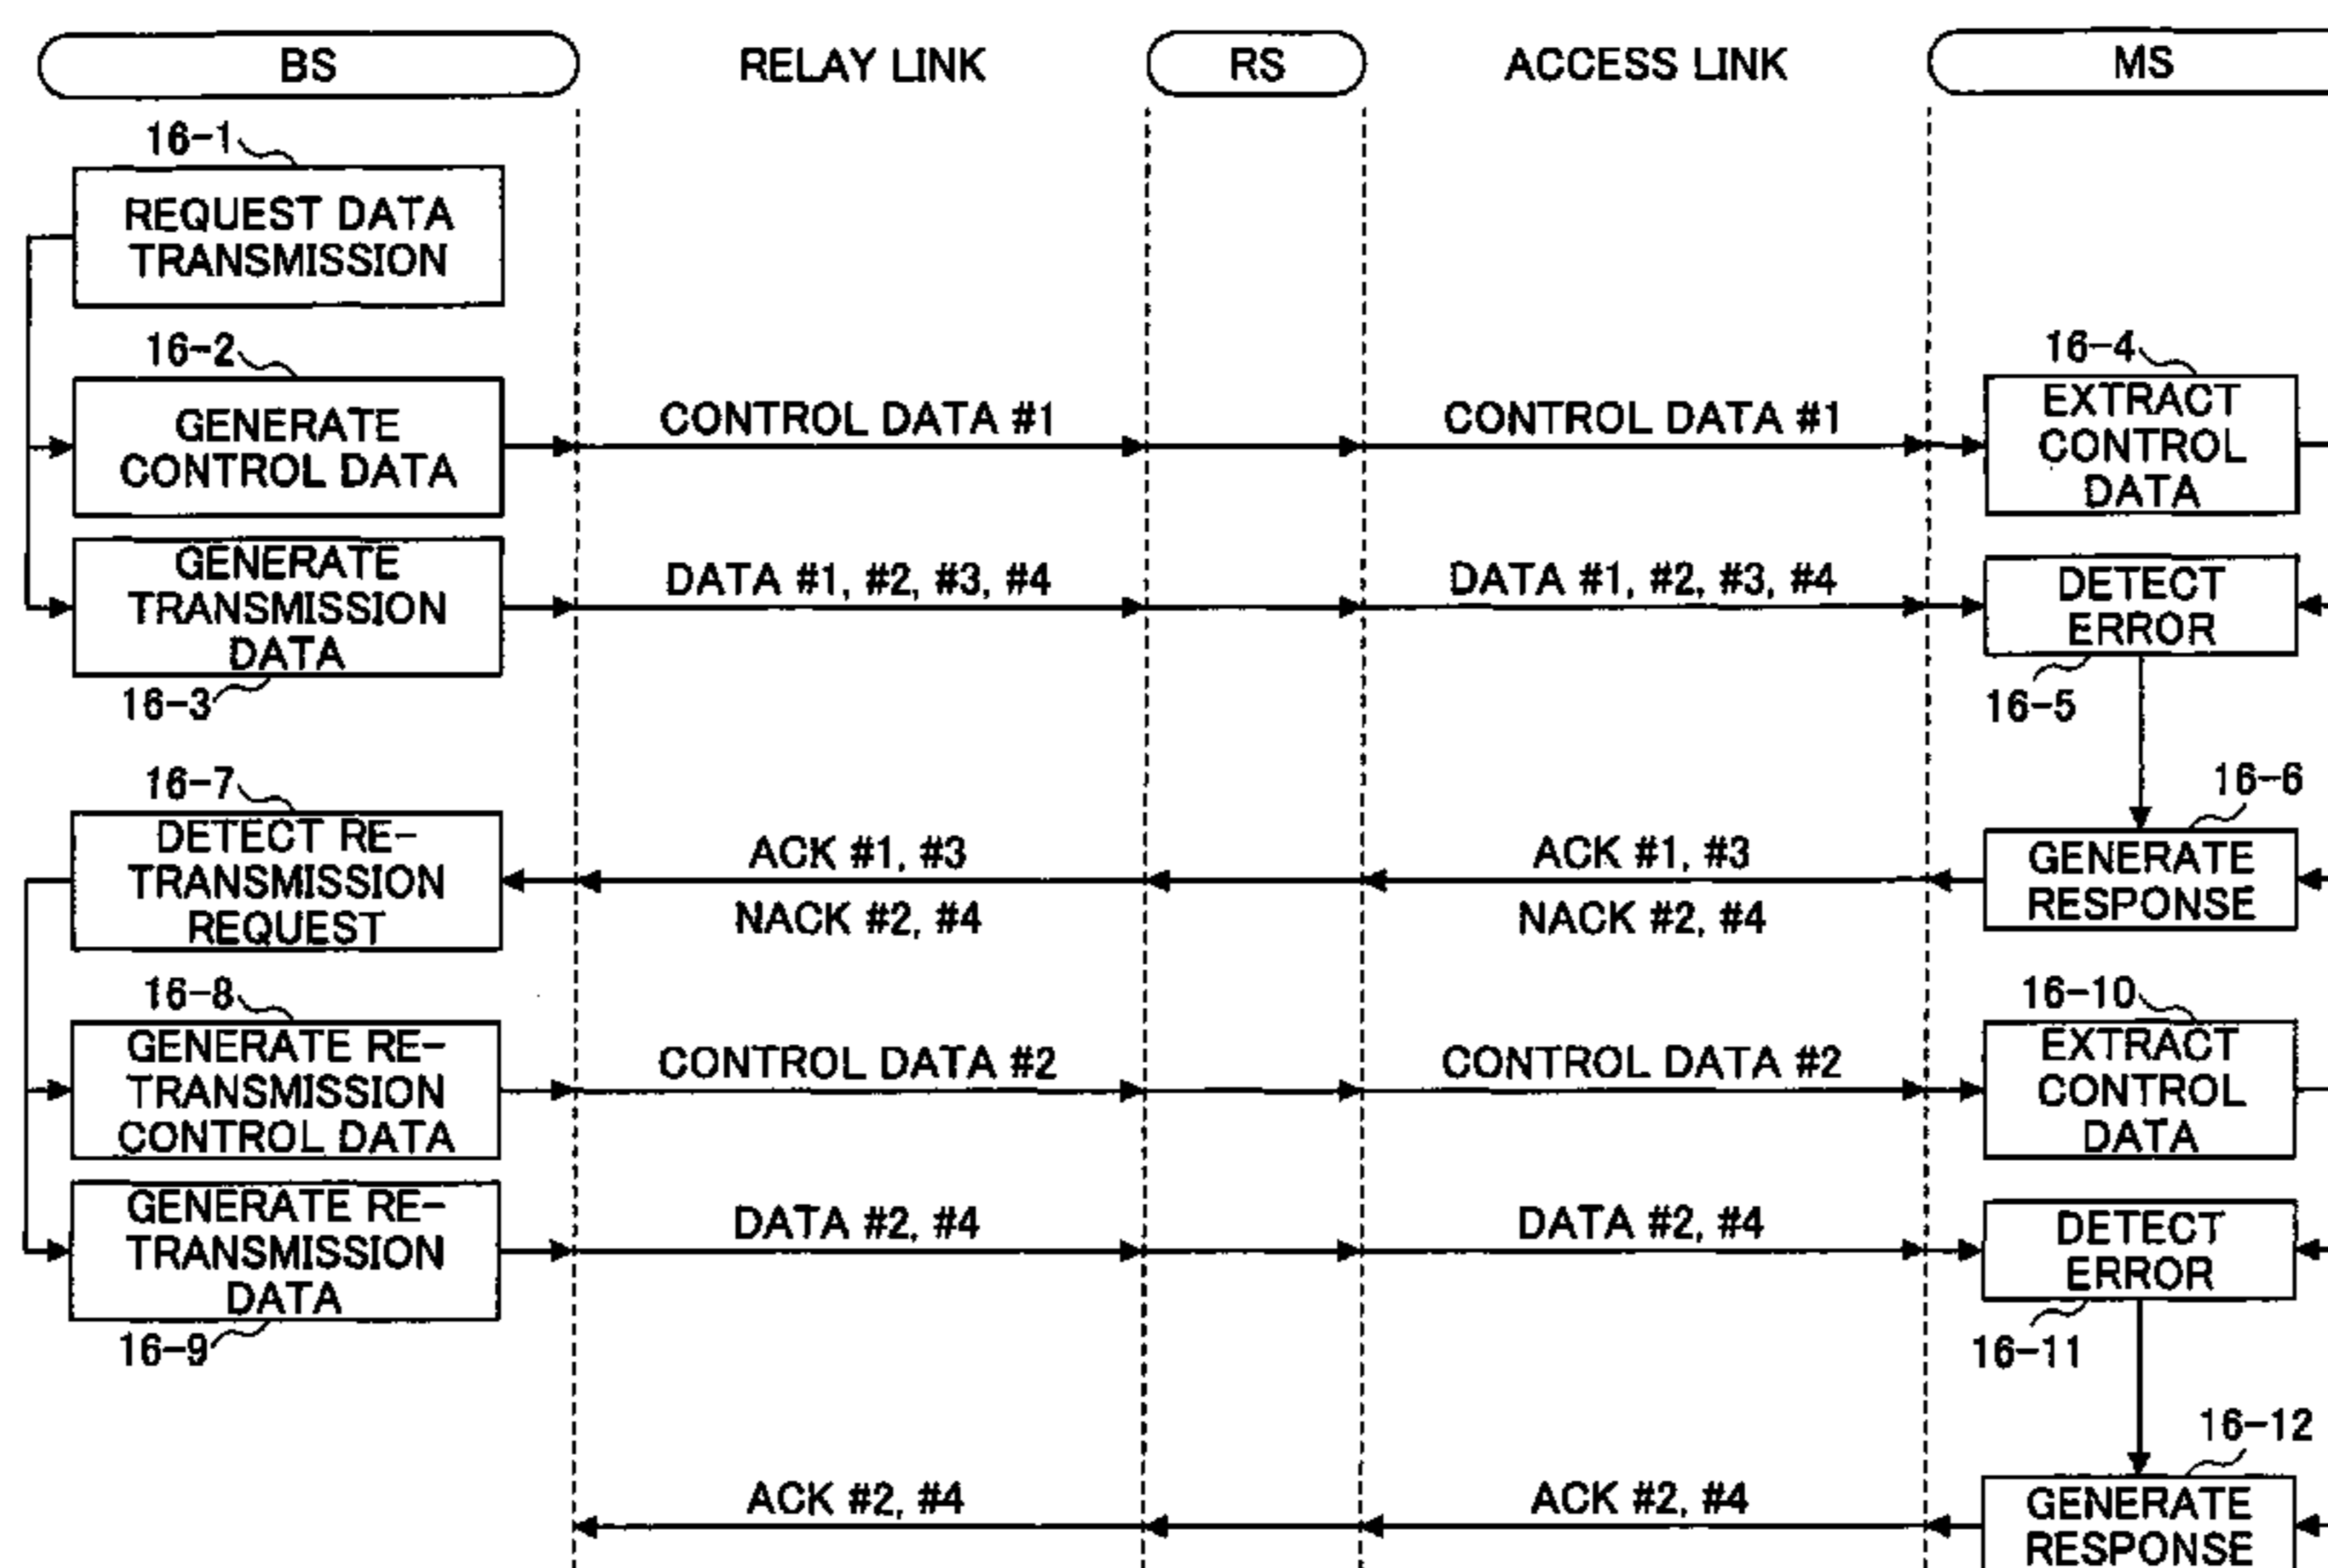 BS
RELAY LINK
RS
ACCESS LINK
MS
16-1
REQUEST DATA
TRANSMISSION
16-2
GENERATE
CONTROL DATA
CONTROL DATA #1
CONTROL DATA #1
16-4
EXTRACT
CONTROL
DATA
GENERATE
TRANSMISSION
DATA
16-3
DATA #1, #2, #3, #4
DATA #1, #2, #3, #4
DETECT
ERROR
16-5
16-7
DETECT RE-
TRANSMISSION
REQUEST
ACK #1, #3
NACK #2, #4
ACK #1, #3
NACK #2, #4
16-6
GENERATE
RESPONSE
16-8
GENERATE RE-
TRANSMISSION
CONTROL DATA
CONTROL DATA #2
CONTROL DATA #2
16-10
EXTRACT
CONTROL
DATA
GENERATE RE-
TRANSMISSION
DATA
16-9
DATA #2, #4
DATA #2, #4
DETECT
ERROR
16-11
ACK #2, #4
ACK #2, #4
16-12
GENERATE
RESPONSE